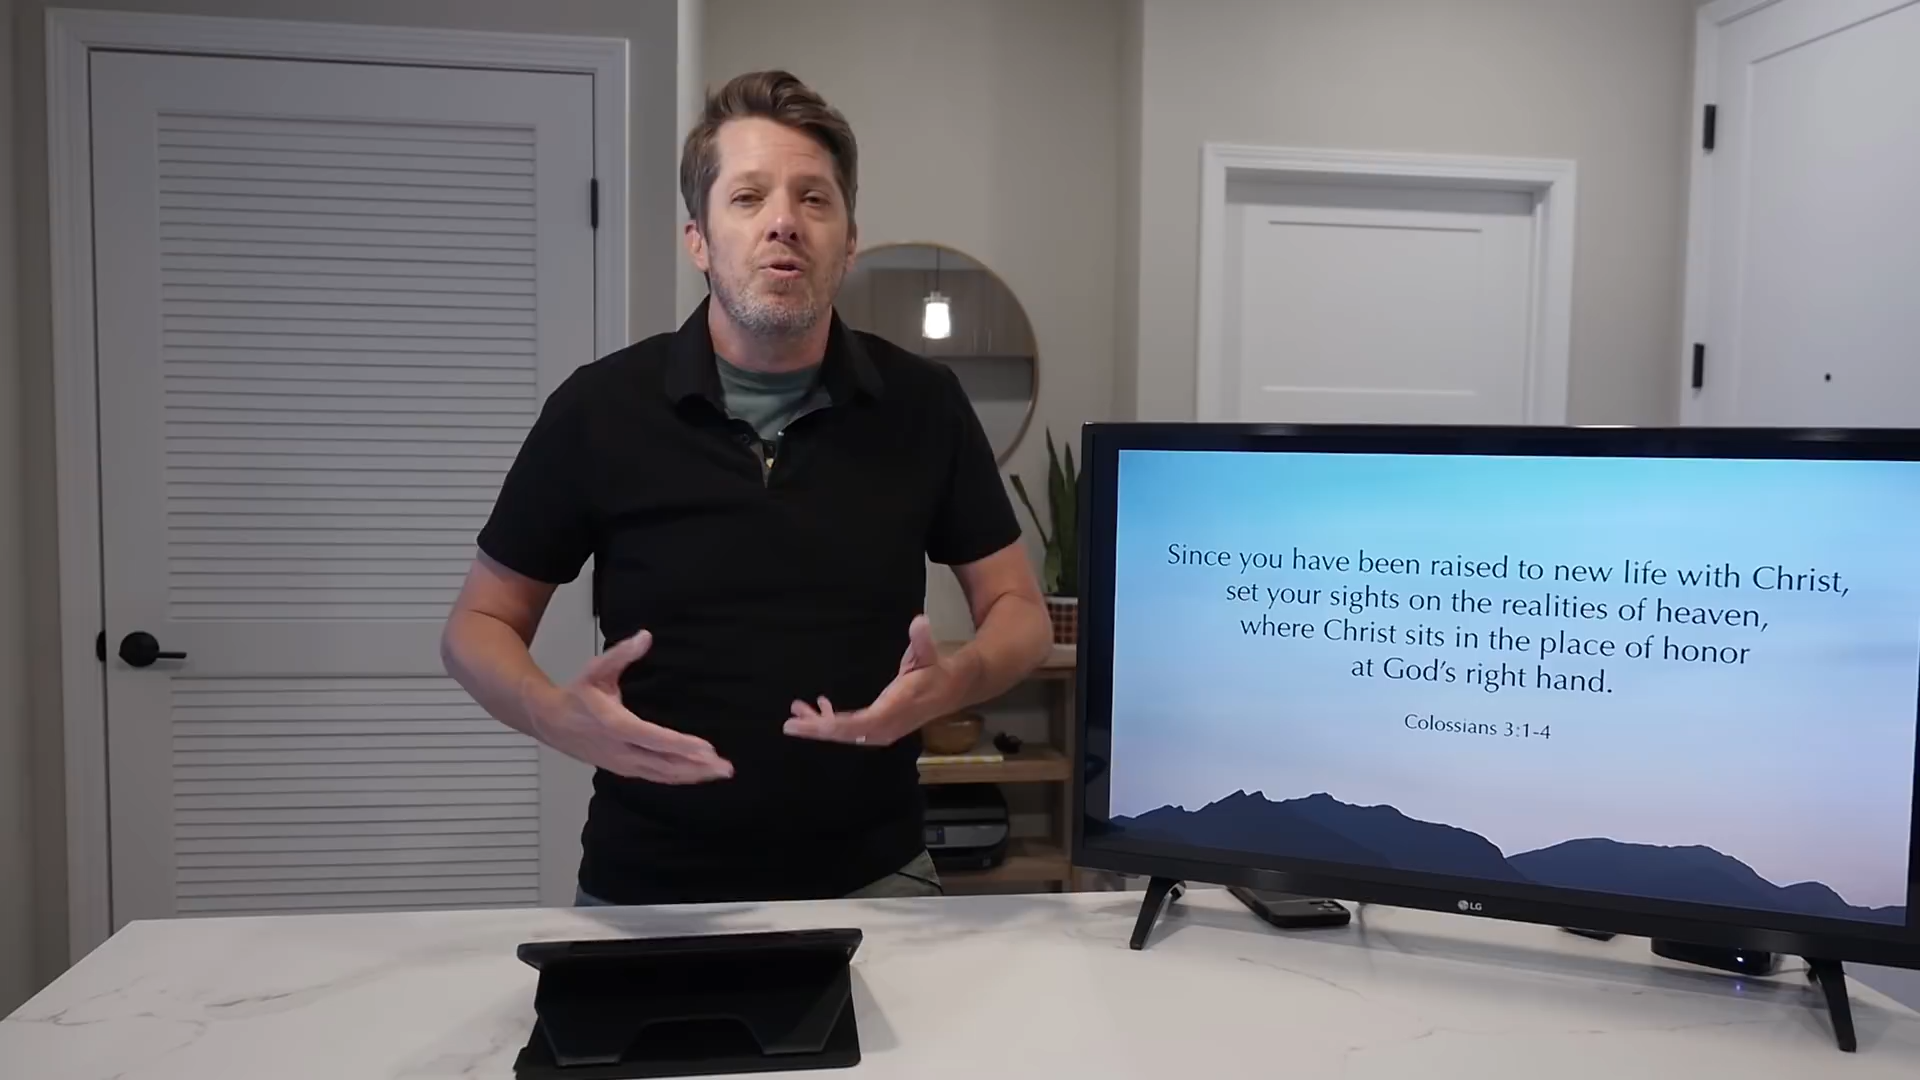 Since you have been raised to new life with Christ,
set your sights on the realities of heaven,
where Christ sits in the place of honor
at God's right hand.
Colossians 3:1-4
LG